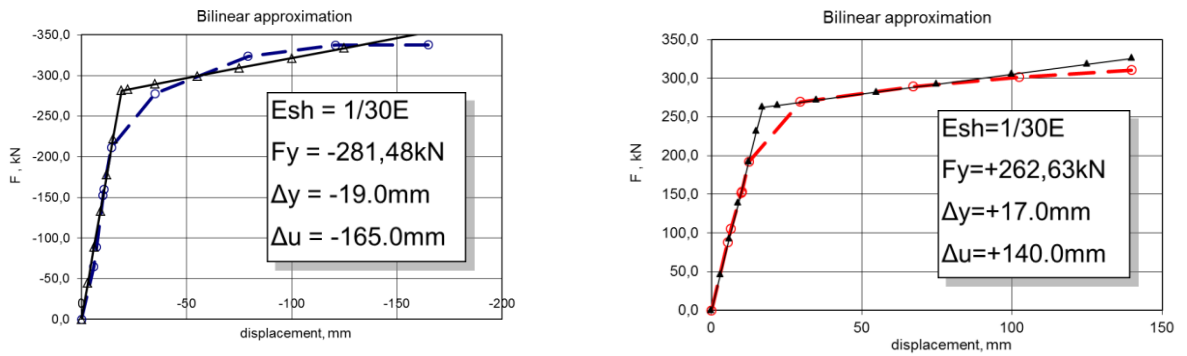 Bilinear approximation
-350,0
-300,0
-250,0
-200,0
-150,0
-100,0
-50,0
0,0
F, kN
0
-50
-100
-150
-200
displacement, mm
Esh = 1/30E
Fy = -281,48kN
Δy = -19.0mm
Δu = -165.0mm
Bilinear approximation
350,0
300,0
250,0
200,0
150,0
100,0
50,0
0,0
F, kN
0
50
100
150
displacement, mm
Esh=1/30E
Fy=+262,63kN
Δy=+17.0mm
Δu=+140.0mm